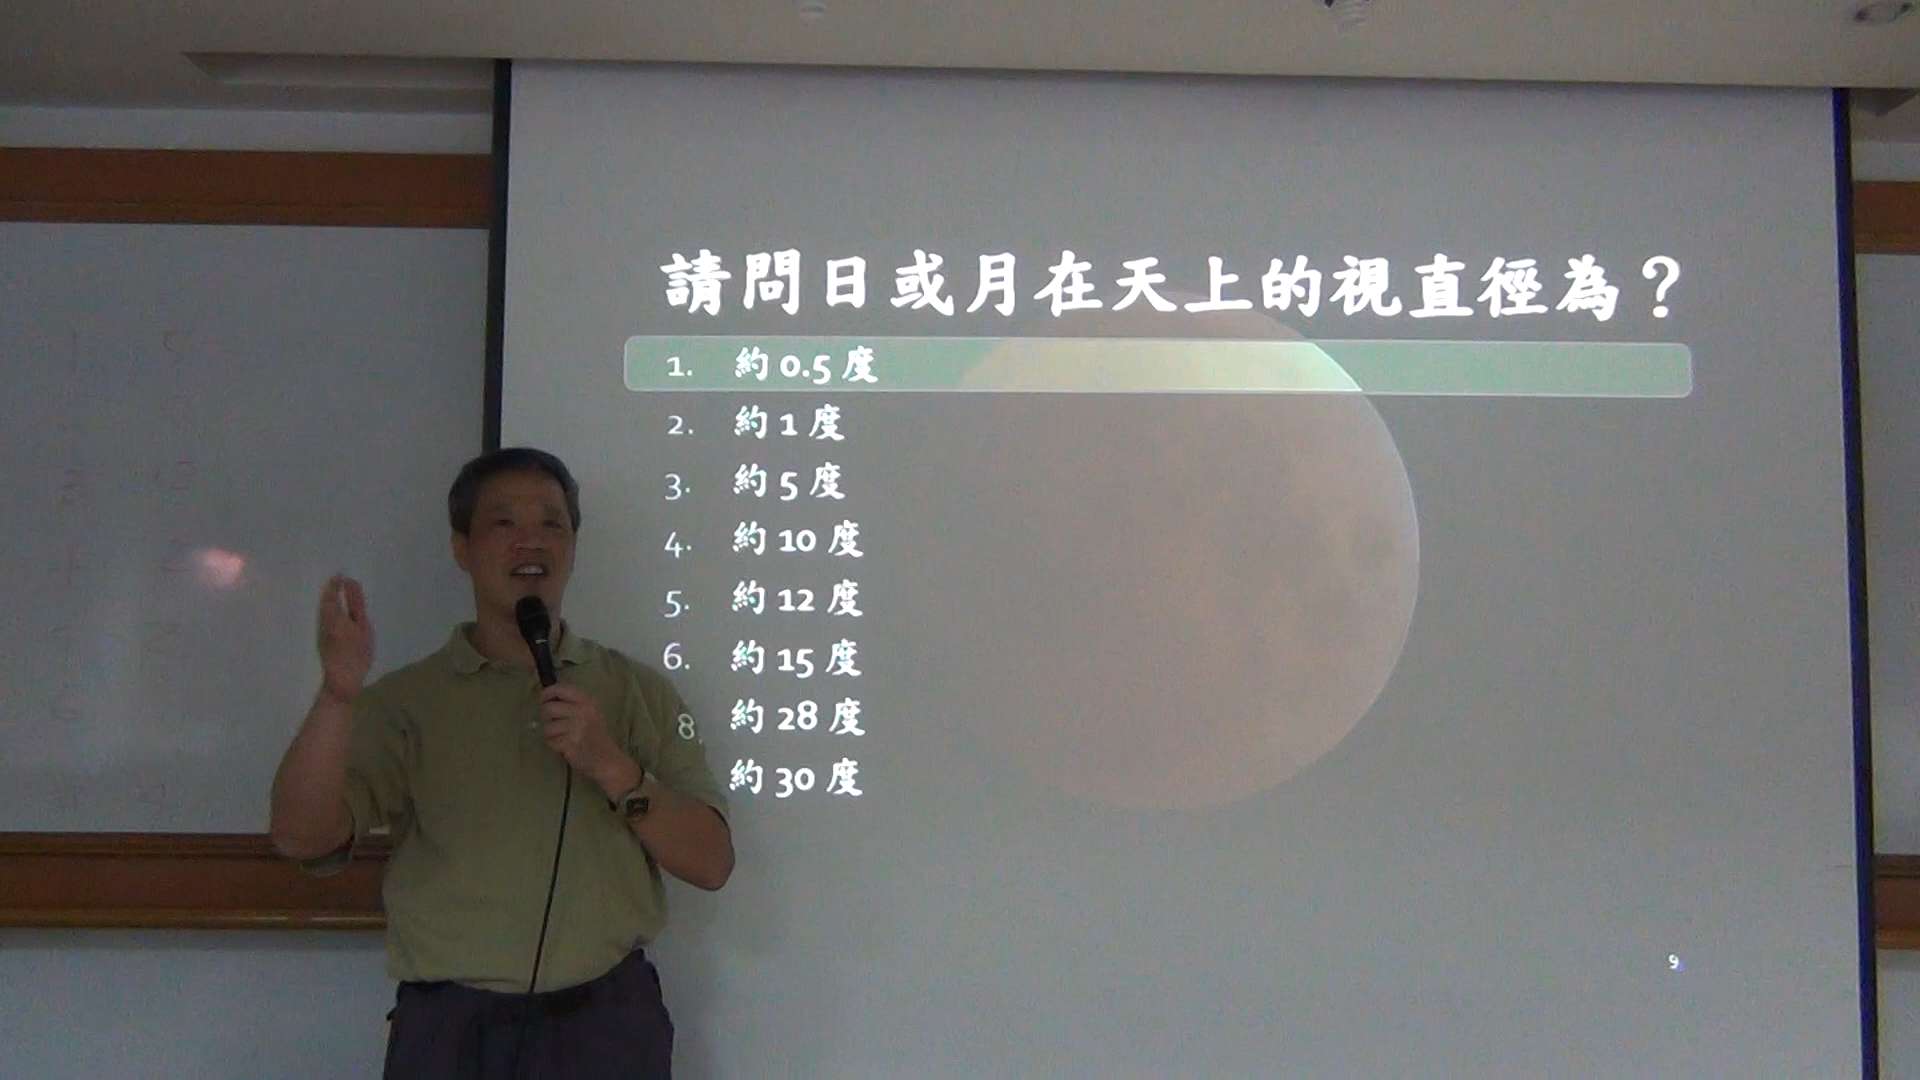 請問日或月在天上的視直徑為？
1. 約 0.5 度
2. 約 1 度
3. 約 5 度
4. 約 10 度
5. 約 12 度
6. 約 15 度
約 28 度
8. 約 30 度
9